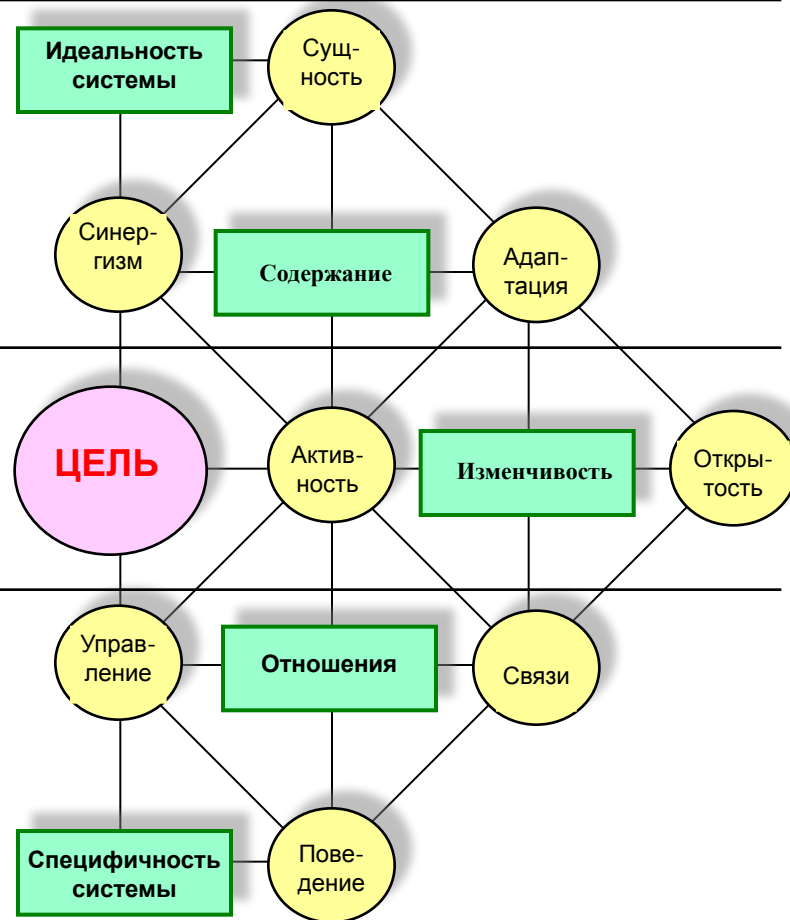 Идеальность
системы
Сущ-
ность
Синер-
гизм
Содержание
Адап-
тация
ЦЕЛЬ
Актив-
ность
Изменчивость
Откры-
тость
Управ-
ление
Отношения
Связи
Специфичность
системы
Пове-
дение